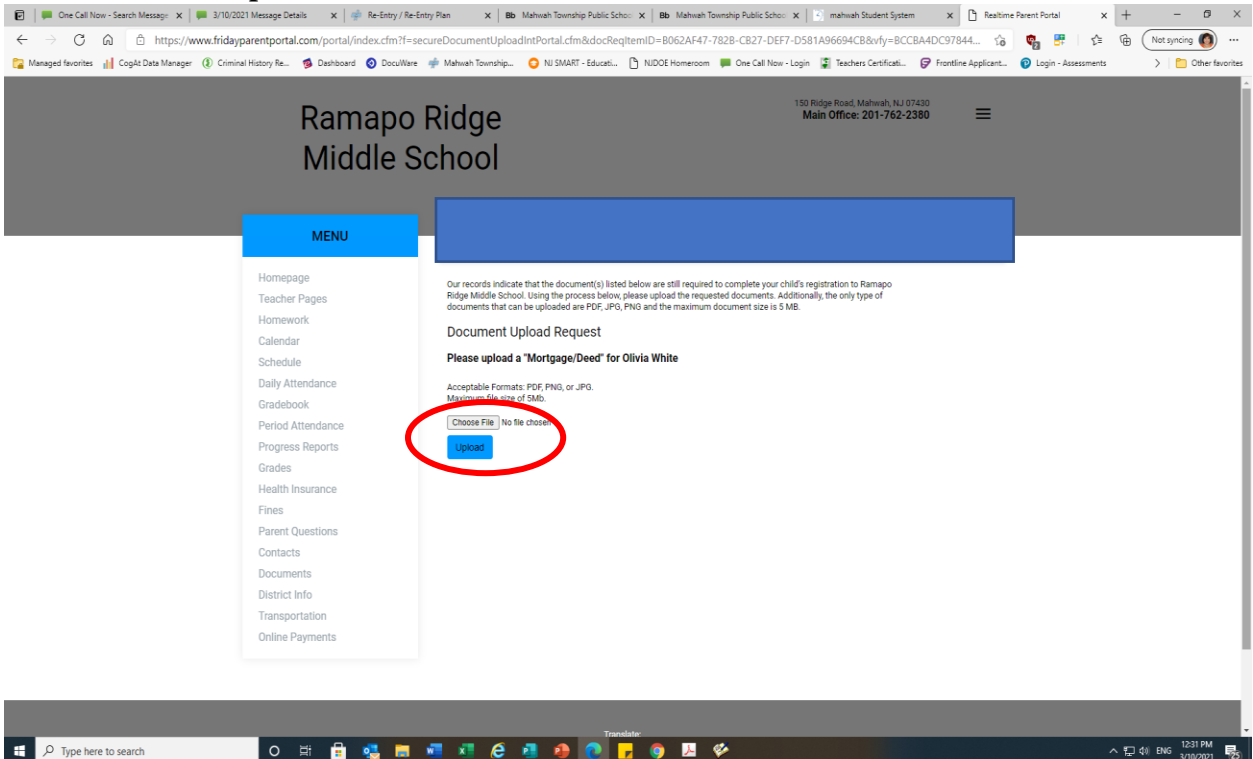 One Call Now - Search Message
3/10/2021 Message Details
Re-Entry / Re-Entry Plan
Bb Mahwah Township Public Schoo
Bb Mahwah Township Public Schoo
mahwah Student System
Realtime Parent Portal
https://www.fridayparentportal.com/portal/index.cfm?f=secureDocumentUploadIntPortal.cfm&docReqItemID=B062AF47-782B-CB27-DEF7-D581A96694CB&vfy=BCCBA4DC97844...
Not syncing
Managed favorites
CogAt Data Manager
Criminal History Re...
Dashboard
DocuWare
Mahwah Township...
NJ SMART - Educati...
NJDOE Homeroom
One Call Now - Login
Teachers Certificati...
Frontline Applicant...
Login - Assessments
Other favorites
Ramapo Ridge
Middle School
150 Ridge Road, Mahwah, NJ 07430
Main Office: 201-762-2380
MENU
Homepage
Teacher Pages
Homework
Calendar
Schedule
Daily Attendance
Gradebook
Period Attendance
Progress Reports
Grades
Health Insurance
Fines
Parent Questions
Contacts
Documents
District Info
Transportation
Online Payments
Our records indicate that the document(s) listed below are still required to complete your child's registration to Ramapo
Ridge Middle School. Using the process below, please upload the requested documents. Additionally, the only type of
documents that can be uploaded are PDF, JPG, PNG and the maximum document size is 5 MB.
Document Upload Request
Please upload a "Mortgage/Deed" for Olivia White
Acceptable Formats: PDF, PNG, or JPG.
Maximum file size of 5Mb.
Choose File No file chosen
Upload
Translate:
Type here to search
ENG
12:31 PM
3/10/2021
25